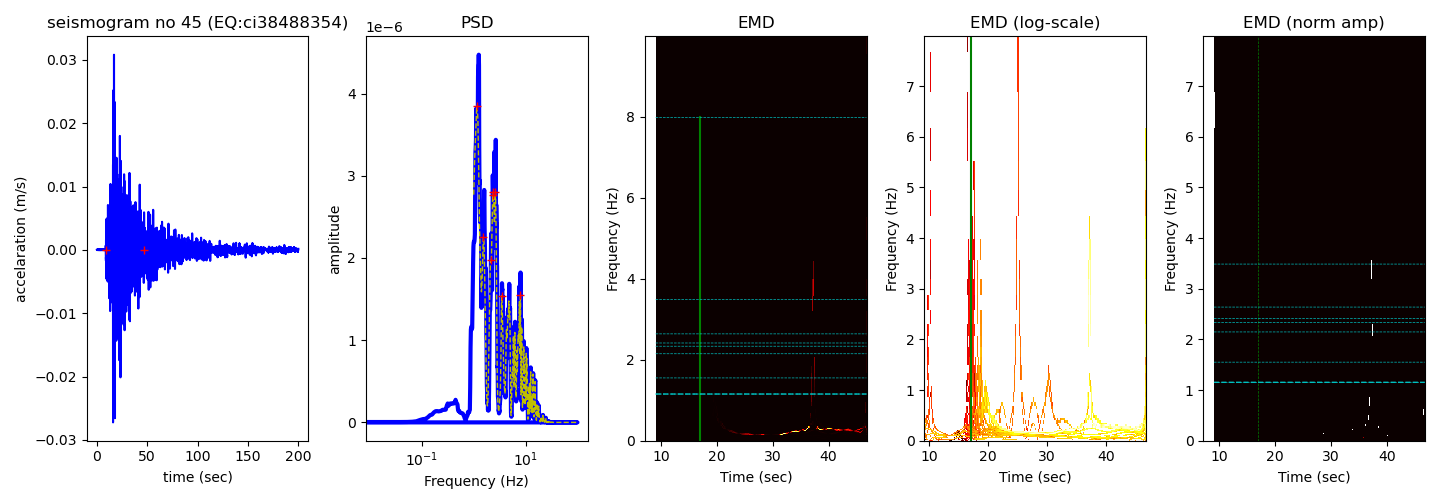 seismogram no 45 (EQ:ci38488354)
accelaration (m/s)
0.03
0.02
0.01
0.00
−0.01
−0.02
−0.03
0 50 100 150 200
time (sec)
PSD
1e−6
amplitude
4
3
2
1
0
10⁻¹ 10¹
Frequency (Hz)
EMD
Frequency (Hz)
8
6
4
2
0
10 20 30 40
Time (sec)
EMD (log-scale)
Frequency (Hz)
7
6
5
4
3
2
1
0
10 20 30 40
Time (sec)
EMD (norm amp)
Frequency (Hz)
7
6
5
4
3
2
1
0
10 20 30 40
Time (sec)